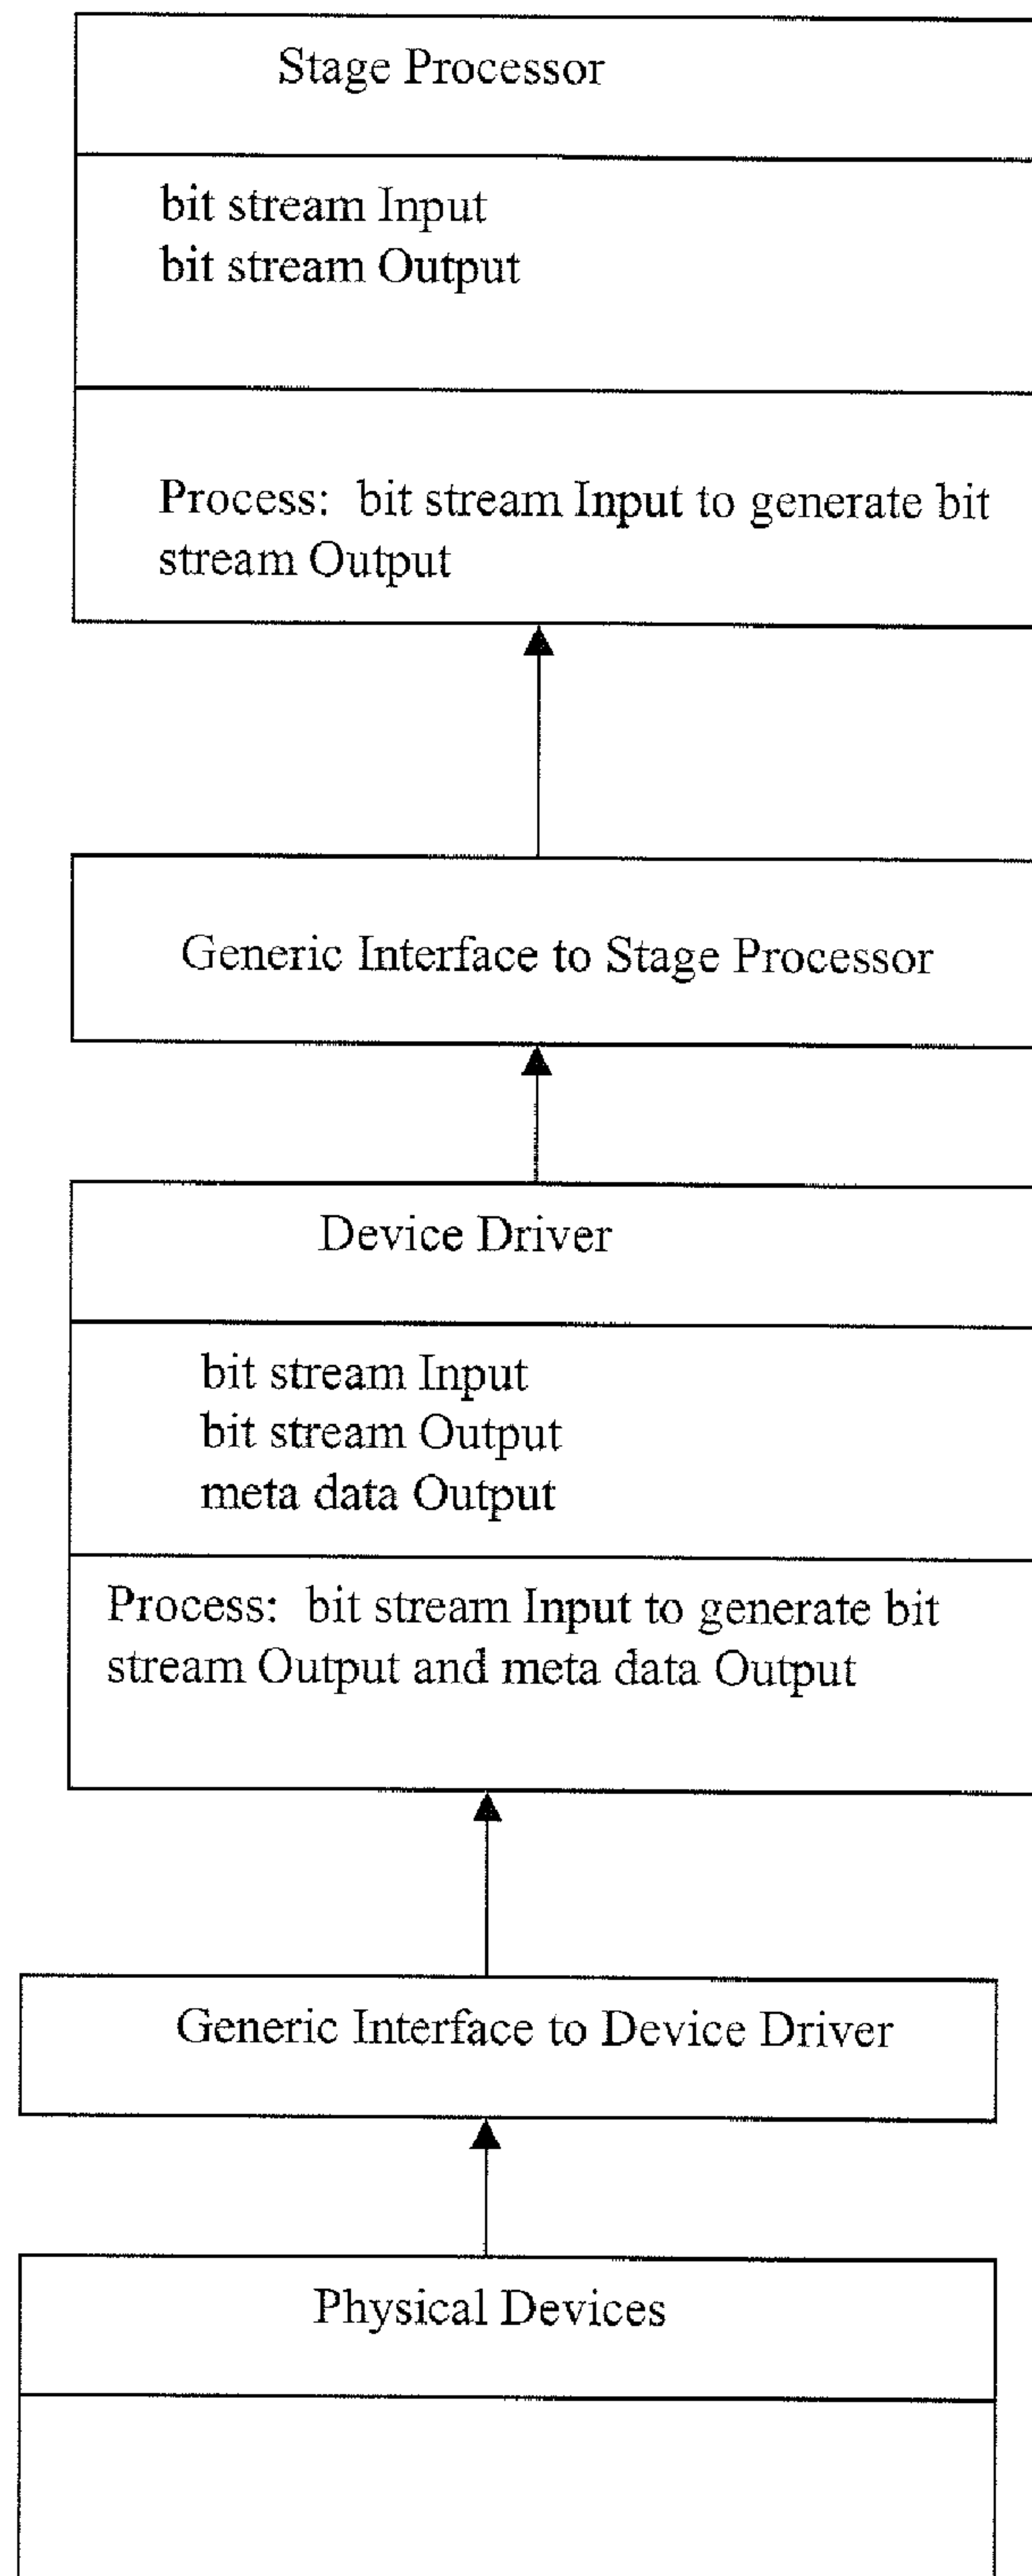 Stage Processor
bit stream Input
bit stream Output
Process: bit stream Input to generate bit
stream Output
Generic Interface to Stage Processor
Device Driver
bit stream Input
bit stream Output
meta data Output
Process: bit stream Input to generate bit
stream Output and meta data Output
Generic Interface to Device Driver
Physical Devices